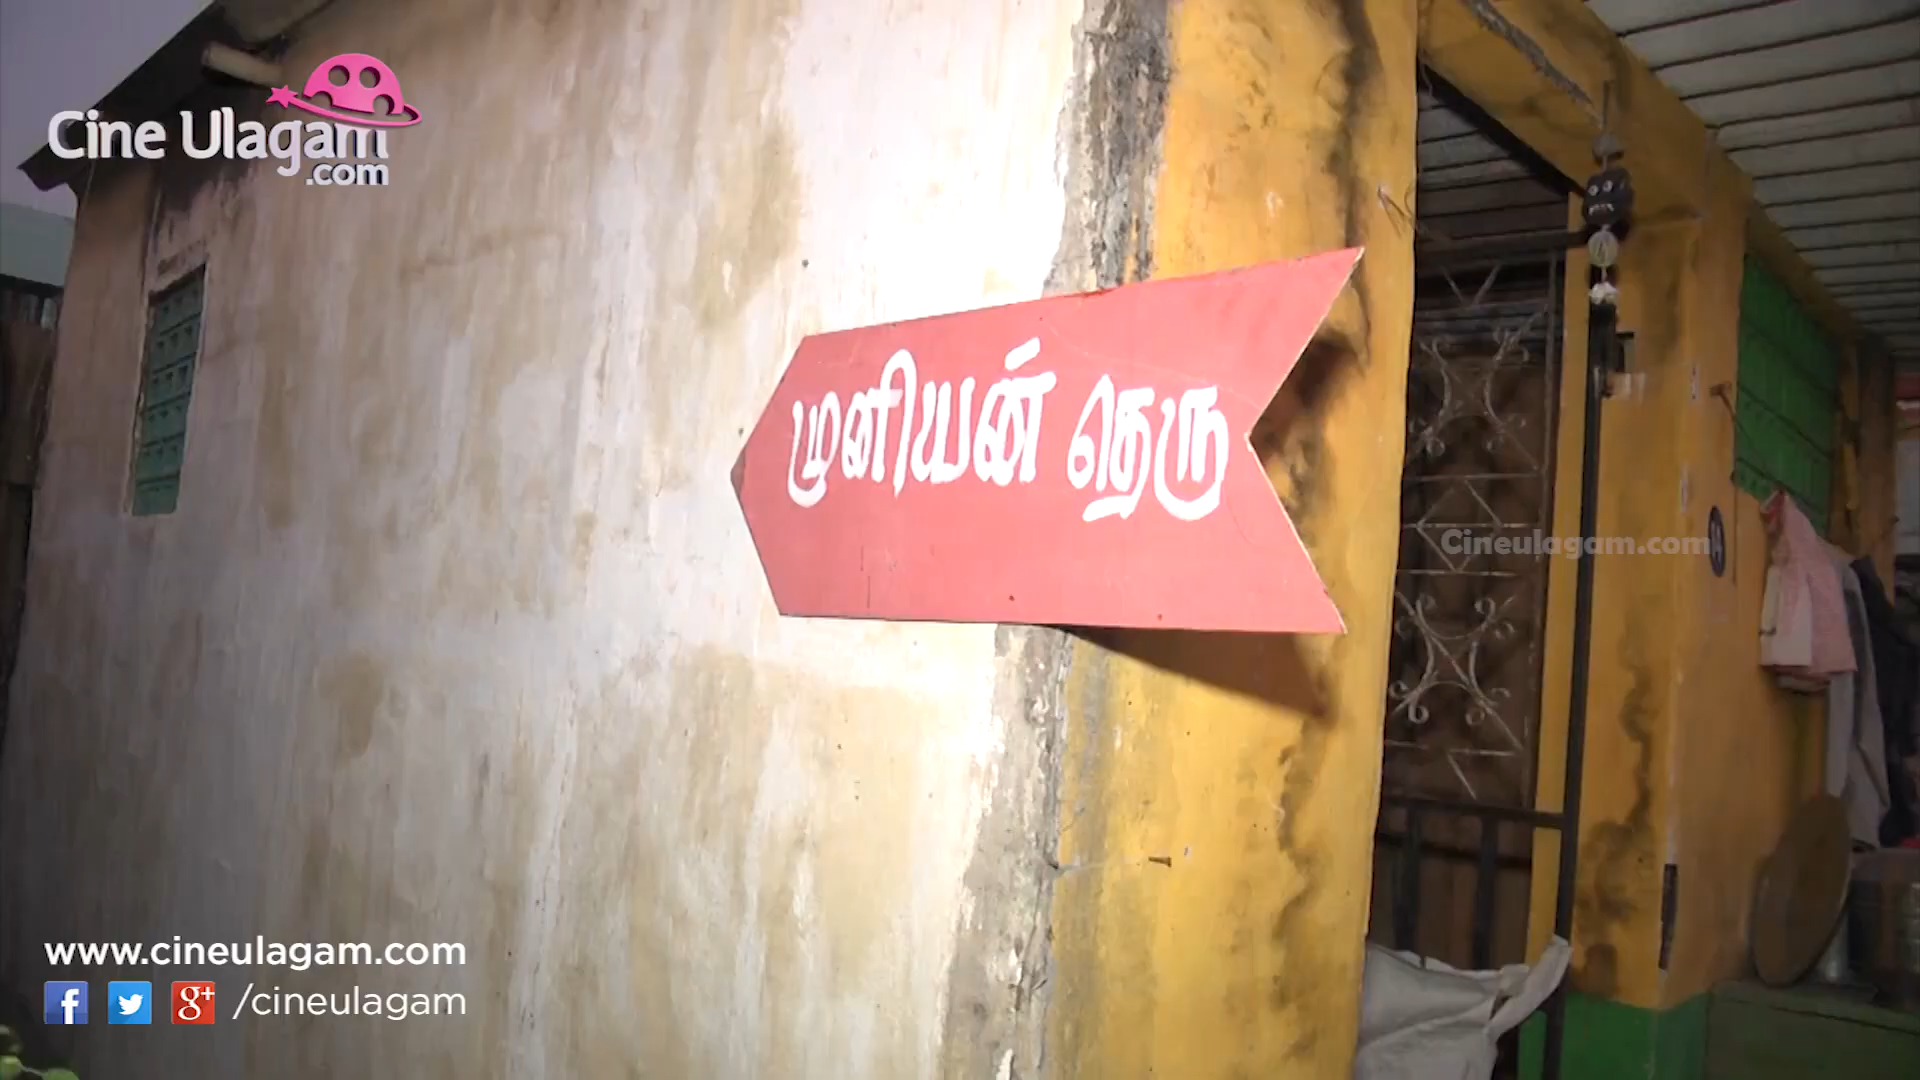 Cine Ulagam
.com
முனியன் தெரு
Cineulagam.com
www.cineulagam.com
/cineulagam